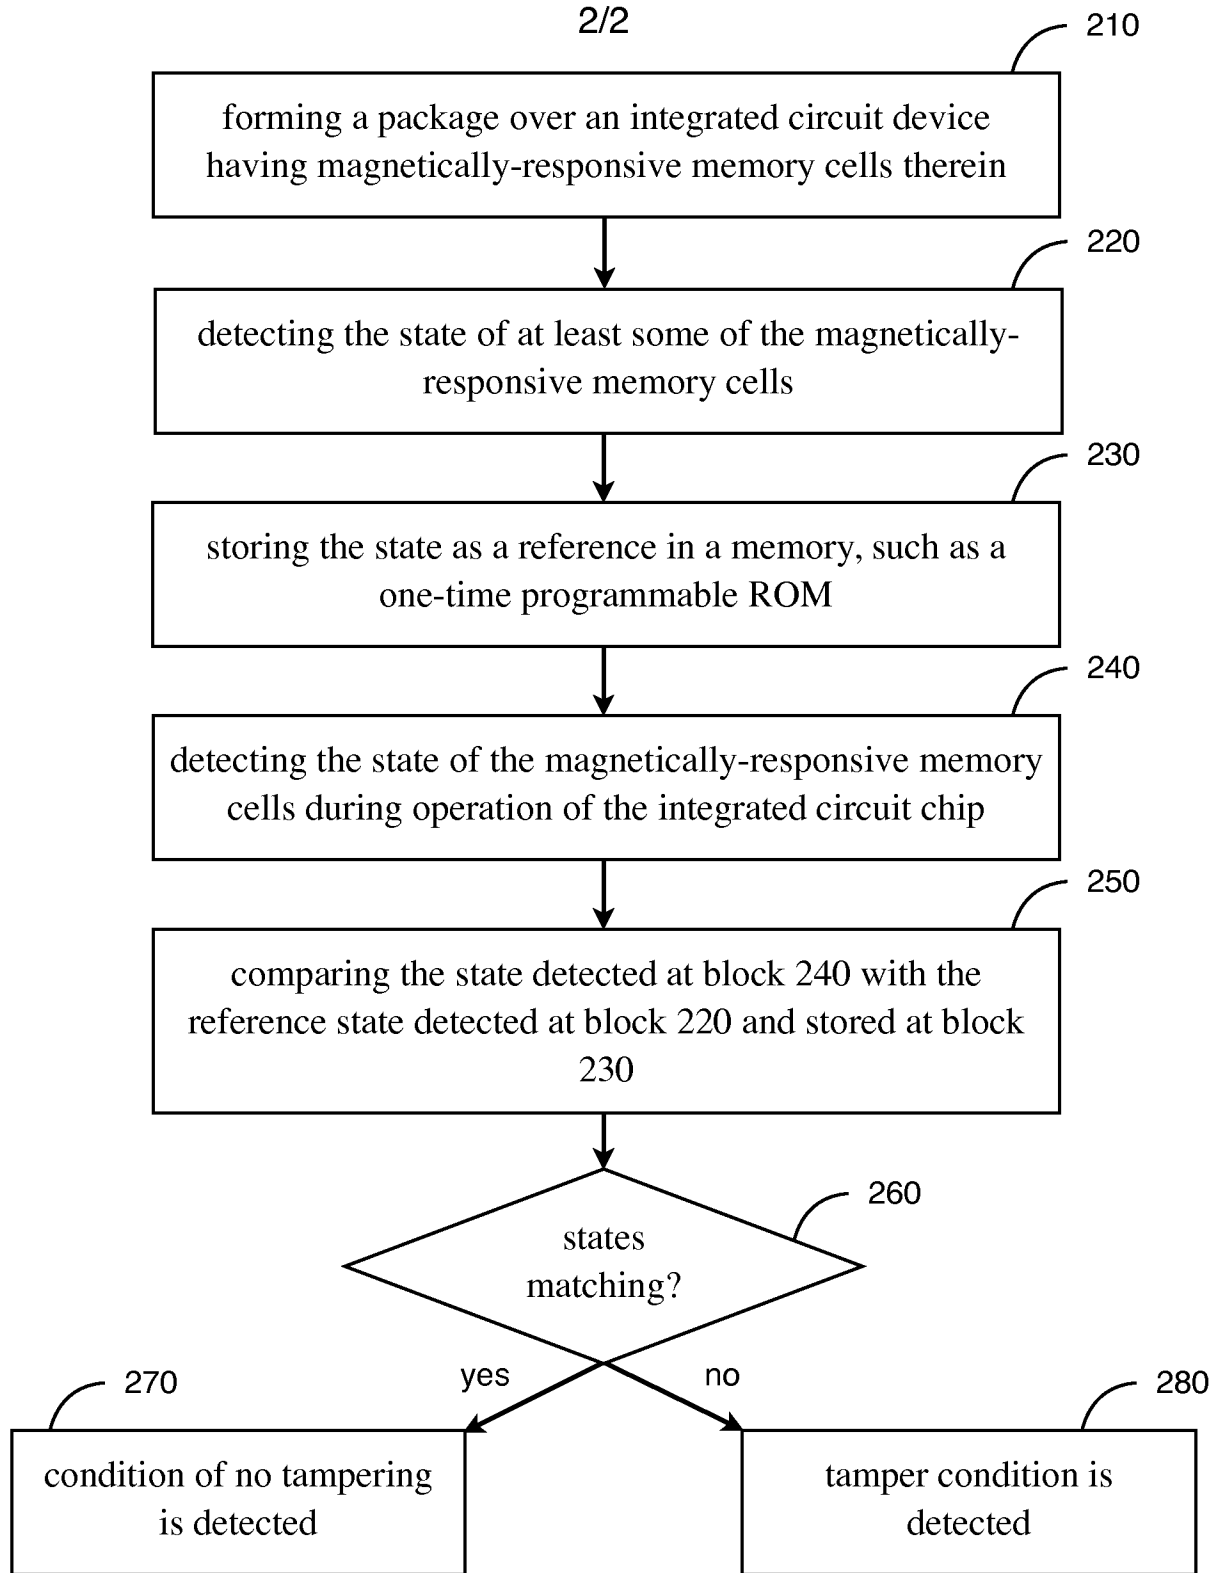 2/2
210
forming a package over an integrated circuit device
having magnetically-responsive memory cells therein
220
detecting the state of at least some of the magnetically-
responsive memory cells
230
storing the state as a reference in a memory, such as a
one-time programmable ROM
240
detecting the state of the magnetically-responsive memory
cells during operation of the integrated circuit chip
250
comparing the state detected at block 240 with the
reference state detected at block 220 and stored at block
230
260
states
matching?
yes
no
270
condition of no tampering
is detected
280
tamper condition is
detected